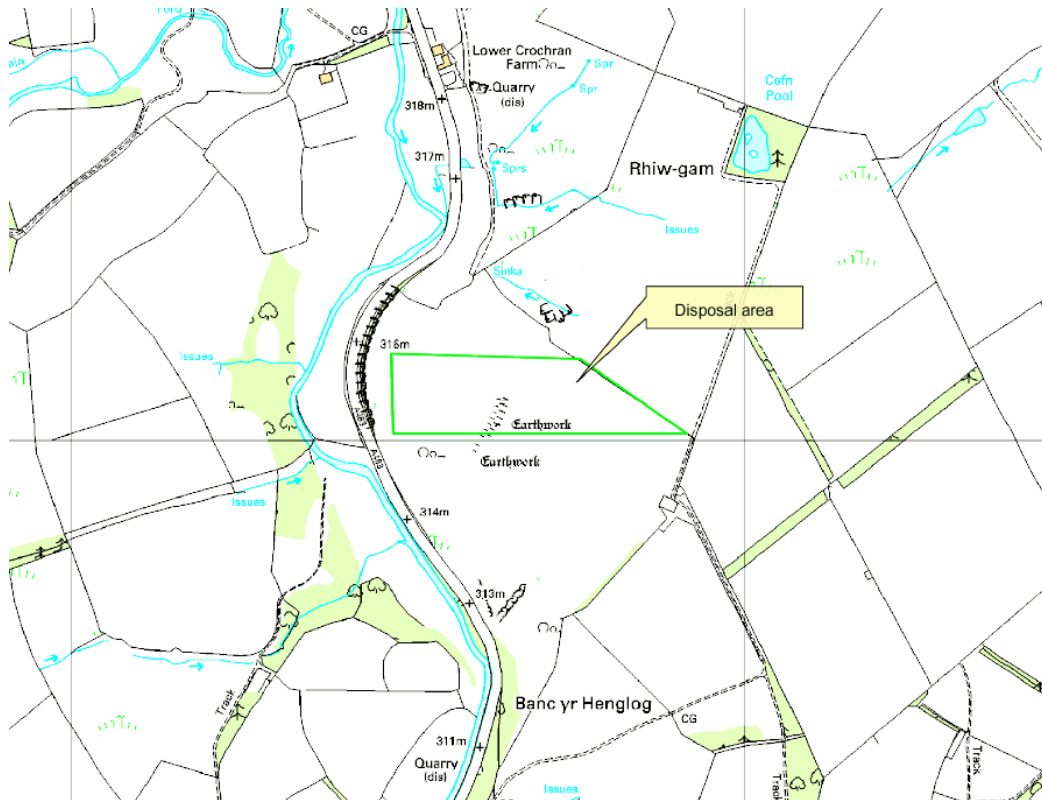 Ford
CG
Lower Crochran
Farm
Spr
Quarry
(dis)
Spr
Cefn
Pool
318m
317m
Sprs
Rhiw-gam
Issues
Sinks
Disposal area
316m
Issues
Earthwork
Earthwork
A483
Issues
314m
313m
Track
Banc yr Henglog
CG
311m
Quarry
(dis)
Track
Track
Issues